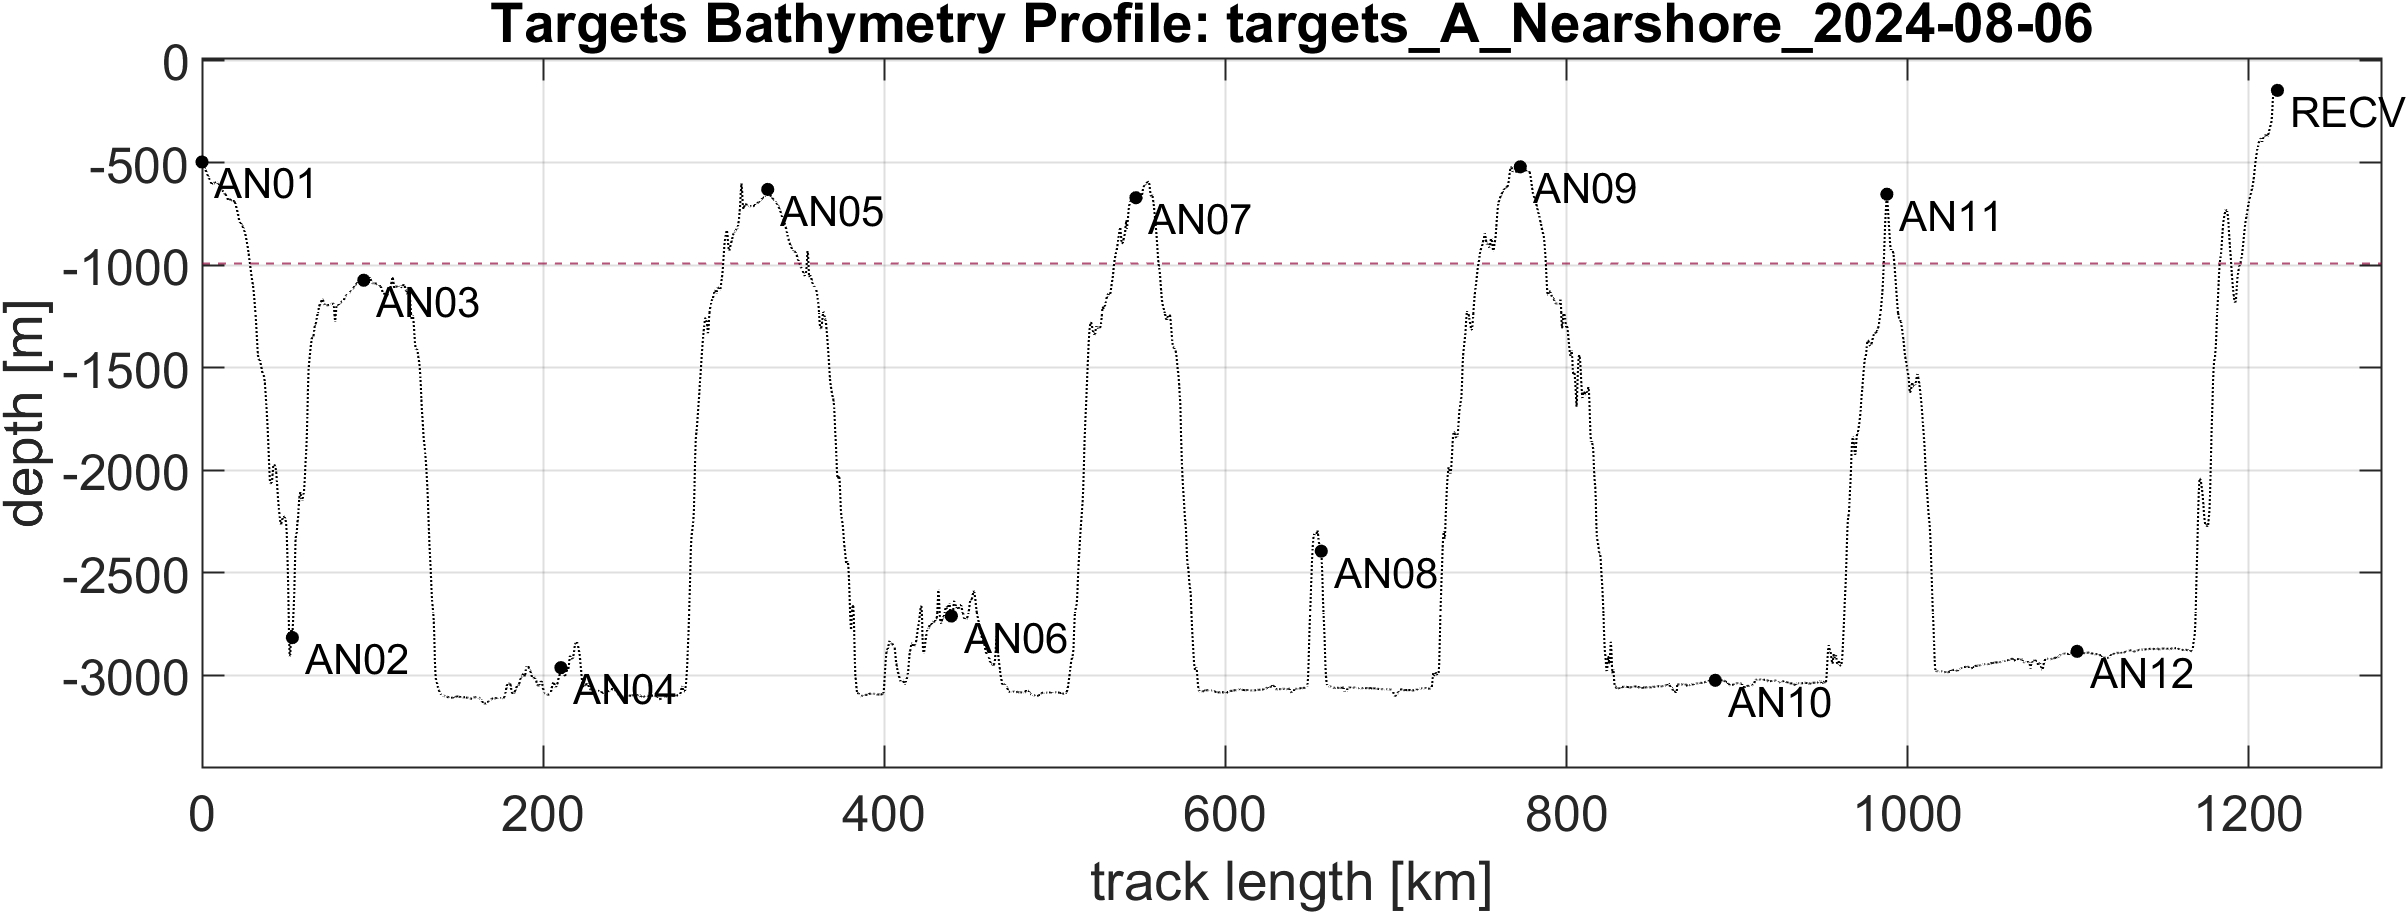 Targets Bathymetry Profile: targets_A_Nearshore_2024-08-06
0
-500
-1000
-1500
-2000
-2500
-3000
depth [m]
AN01
AN02
AN03
AN04
AN05
AN06
AN07
AN08
AN09
AN10
AN11
AN12
RECV
0 200 400 600 800 1000 1200
track length [km]